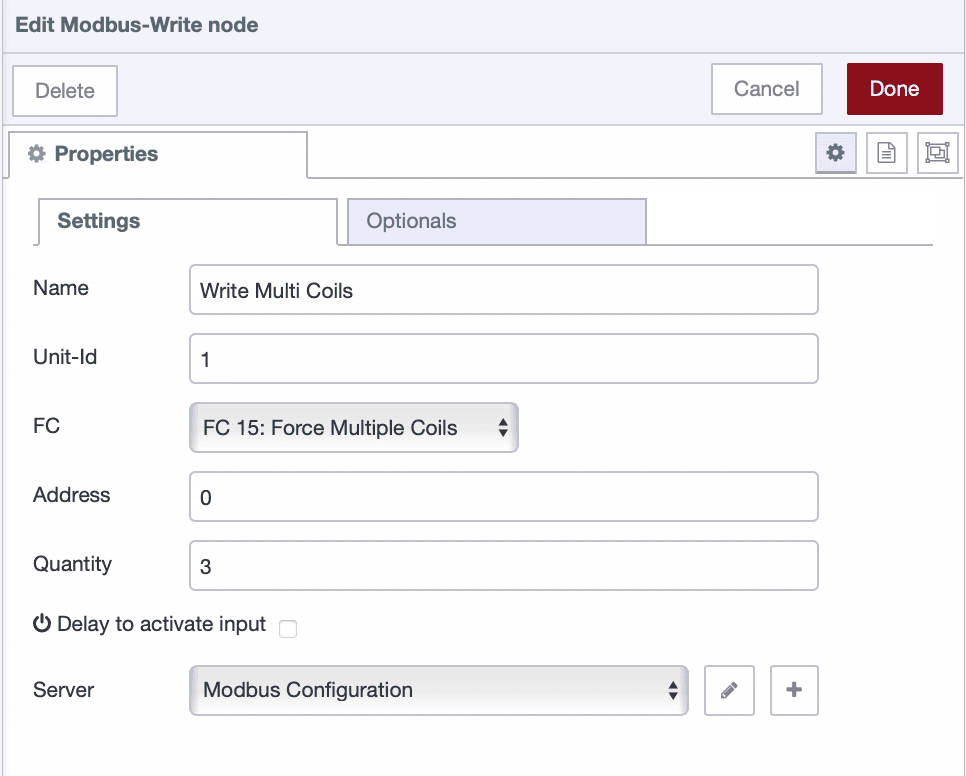 Edit Modbus-Write node
Delete
Cancel
Done
Properties
Settings
Optionals
Name
Write Multi Coils
Unit-Id
1
FC
FC 15: Force Multiple Coils
Address
0
Quantity
3
Delay to activate input
Server
Modbus Configuration